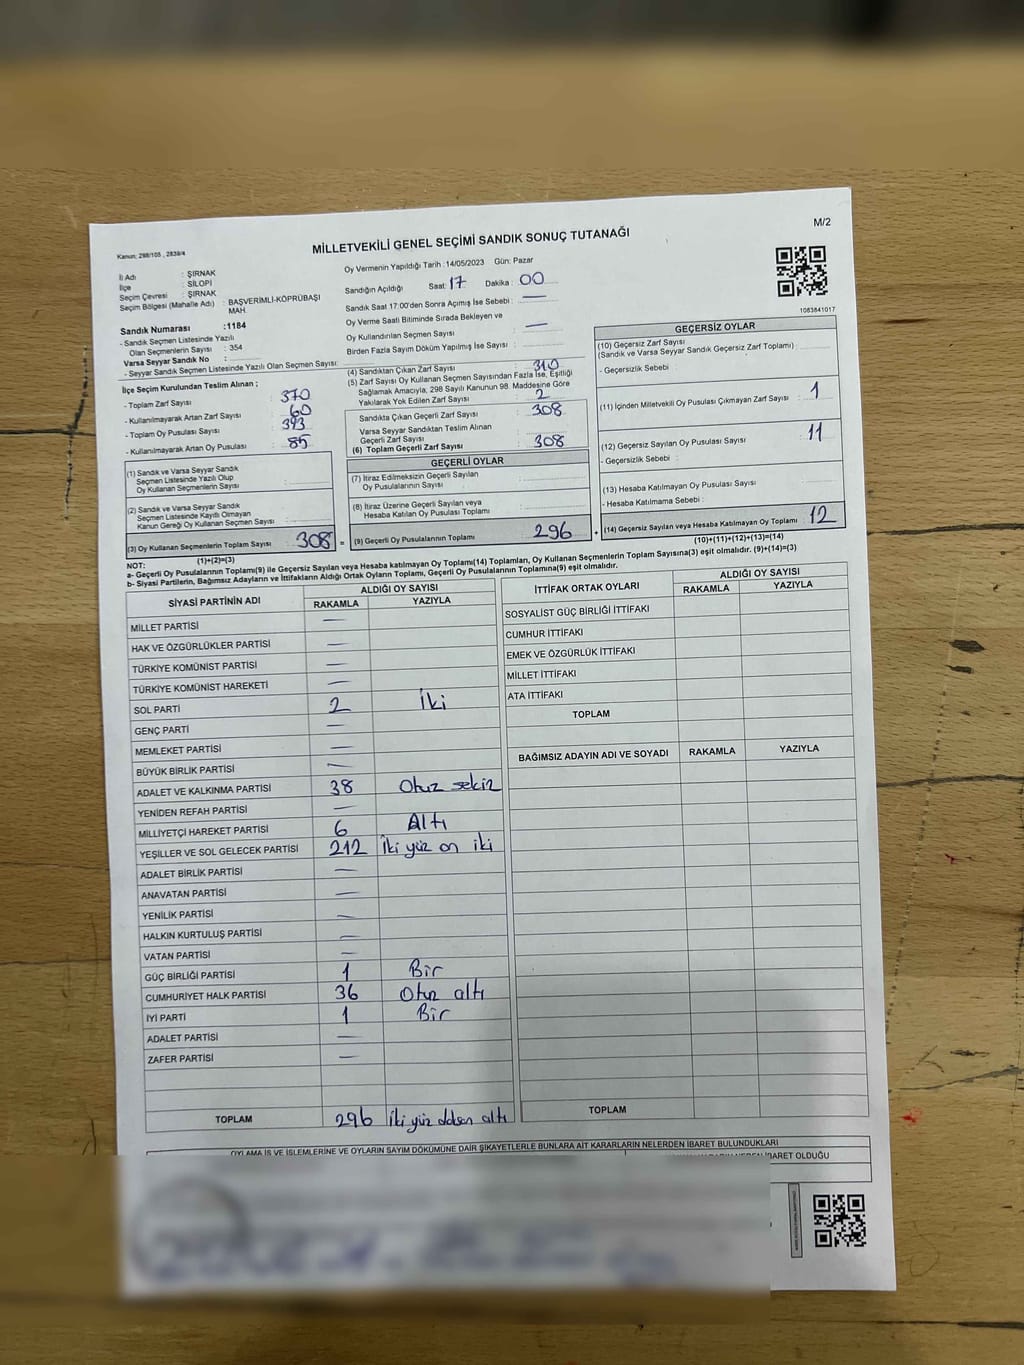 M/2
MİLLETVEKİLİ GENEL SEÇİMİ SANDIK SONUÇ TUTANAĞI
Kanun: 298/105 , 2839/4
İl Adı : ŞIRNAK
İlçe : SİLOPİ
Seçim Çevresi : ŞIRNAK
Seçim Bölgesi (Mahalle Adı) : BAŞVERİMLİ-KÖPRÜBAŞI MAH.
Sandık Numarası :1184
- Sandık Seçmen Listesinde Yazılı
Olan Seçmenlerin Sayısı : 354
Varsa Seyyar Sandık No :
- Seyyar Sandık Seçmen Listesinde Yazılı Olan Seçmen Sayısı:
İlçe Seçim Kurulundan Teslim Alınan ;
- Toplam Zarf Sayısı : 370
- Kullanılmayarak Artan Zarf Sayısı : 60
- Toplam Oy Pusulası Sayısı : 393
- Kullanılmayarak Artan Oy Pusulası : 85
(1) Sandık ve Varsa Seyyar Sandık
Seçmen Listesinde Yazılı Olup
Oy Kullanan Seçmenlerin Sayısı :
(2) Sandık ve Varsa Seyyar Sandık
Seçmen Listesinde Kayıtlı Olmayan
Kanun Gereği Oy Kullanan Seçmen Sayısı :
(3) Oy Kullanan Seçmenlerin Toplam Sayısı 308 =
(1)+(2)=(3)
Oy Vermenin Yapıldığı Tarih : 14/05/2023 Gün: Pazar
Sandığın Açıldığı Saat: 17 Dakika : 00
Sandık Saat 17:00'den Sonra Açımış İse Sebebi : —
Oy Verme Saati Bitiminde Sırada Bekleyen ve
Oy Kullandırılan Seçmen Sayısı : —
Birden Fazla Sayım Döküm Yapılmış İse Sayısı :
(4) Sandıktan Çıkan Zarf Sayısı : 310
(5) Zarf Sayısı Oy Kullanan Seçmen Sayısından Fazla İse, Eşitliği
Sağlamak Amacıyla, 298 Sayılı Kanunun 98. Maddesine Göre
Yakılarak Yok Edilen Zarf Sayısı : 2
Sandıkta Çıkan Geçerli Zarf Sayısı : 308
Varsa Seyyar Sandıktan Teslim Alınan
Geçerli Zarf Sayısı :
(6) Toplam Geçerli Zarf Sayısı : 308
GEÇERLİ OYLAR
(7) İtiraz Edilmeksizin Geçerli Sayılan
Oy Pusulalarının Sayısı :
(8) İtiraz Üzerine Geçerli Sayılan veya
Hesaba Katılan Oy Pusulası Toplamı :
(9) Geçerli Oy Pusulalarının Toplamı 296 +
1083841017
GEÇERSİZ OYLAR
(10) Geçersiz Zarf Sayısı
(Sandık ve Varsa Seyyar Sandık Geçersiz Zarf Toplamı) :
- Geçersizlik Sebebi :
(11) İçinden Milletvekili Oy Pusulası Çıkmayan Zarf Sayısı : 1
(12) Geçersiz Sayılan Oy Pusulası Sayısı : 11
- Geçersizlik Sebebi :
(13) Hesaba Katılmayan Oy Pusulası Sayısı
- Hesaba Katılmama Sebebi :
(14) Geçersiz Sayılan veya Hesaba Katılmayan Oy Toplamı 12
(10)+(11)+(12)+(13)=(14)
NOT:
a- Geçerli Oy Pusulaları(9) ile Geçersiz Sayılan veya Hesaba katılmayan Oy Toplamı(14) Toplamları, Oy Kullanan Seçmenlerin Toplam Sayısına(3) eşit olmalıdır. (9)+(14)=(3)
b- Siyasi Partilerin, Bağımsız Adayların ve İttifakların Aldığı Ortak Oyların Toplamı, Geçerli Oy Pusulalarının Toplamına(9) eşit olmalıdır.
SİYASİ PARTİNİN ADI ALDIĞI OY SAYISI
RAKAMLA YAZIYLA
MİLLET PARTİSİ —
HAK VE ÖZGÜRLÜKLER PARTİSİ —
TÜRKİYE KOMÜNİST PARTİSİ —
TÜRKİYE KOMÜNİST HAREKETİ —
SOL PARTİ 2 İki
GENÇ PARTİ —
MEMLEKET PARTİSİ —
BÜYÜK BİRLİK PARTİSİ —
ADALET VE KALKINMA PARTİSİ 38 Otuz sekiz
YENİDEN REFAH PARTİSİ —
MİLLİYETÇİ HAREKET PARTİSİ 6 Altı
YEŞİLLER VE SOL GELECEK PARTİSİ 212 İki yüz on iki
ADALET BİRLİK PARTİSİ —
ANAVATAN PARTİSİ —
YENİLİK PARTİSİ —
HALKIN KURTULUŞ PARTİSİ —
VATAN PARTİSİ —
GÜÇ BİRLİĞİ PARTİSİ 1 Bir
CUMHURİYET HALK PARTİSİ 36 Otuz altı
İYİ PARTİ 1 Bir
ADALET PARTİSİ —
ZAFER PARTİSİ —
TOPLAM 296 İki yüz doksan altı
İTTİFAK ORTAK OYLARI ALDIĞI OY SAYISI
RAKAMLA YAZIYLA
SOSYALİST GÜÇ BİRLİĞİ İTTİFAKI
CUMHUR İTTİFAKI
EMEK VE ÖZGÜRLÜK İTTİFAKI
MİLLET İTTİFAKI
ATA İTTİFAKI
TOPLAM
BAĞIMSIZ ADAYIN ADI VE SOYADI RAKAMLA YAZIYLA
TOPLAM
OYLAMA İŞ VE İŞLEMLERİNE VE OYLARIN SAYIM DÖKÜMÜNE DAİR ŞİKAYETLERLE BUNLARA AİT KARARLARIN NELERDEN İBARET BULUNDUKLARI
İBARET OLDUĞU